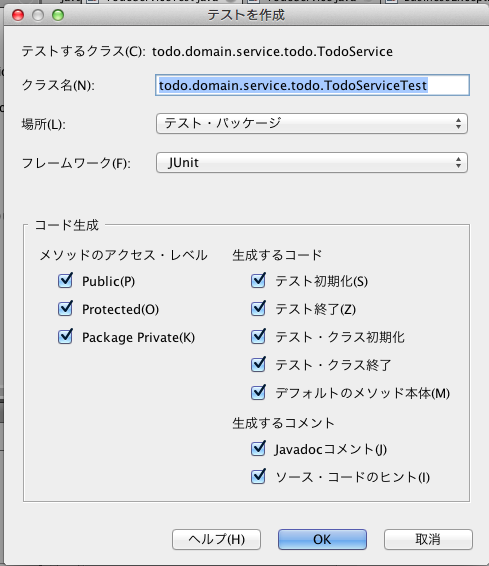 テストを作成
テストするクラス(C): todo.domain.service.todo.TodoService
クラス名(N): todo.domain.service.todo.TodoServiceTest
場所(L): テスト・パッケージ
フレームワーク(F): JUnit
コード生成
メソッドのアクセス・レベル
Public(P)
Protected(O)
Package Private(K)
生成するコード
テスト初期化(S)
テスト終了(Z)
テスト・クラス初期化
テスト・クラス終了
デフォルトのメソッド本体(M)
生成するコメント
Javadocコメント(J)
ソース・コードのヒント(I)
ヘルプ(H) OK 取消